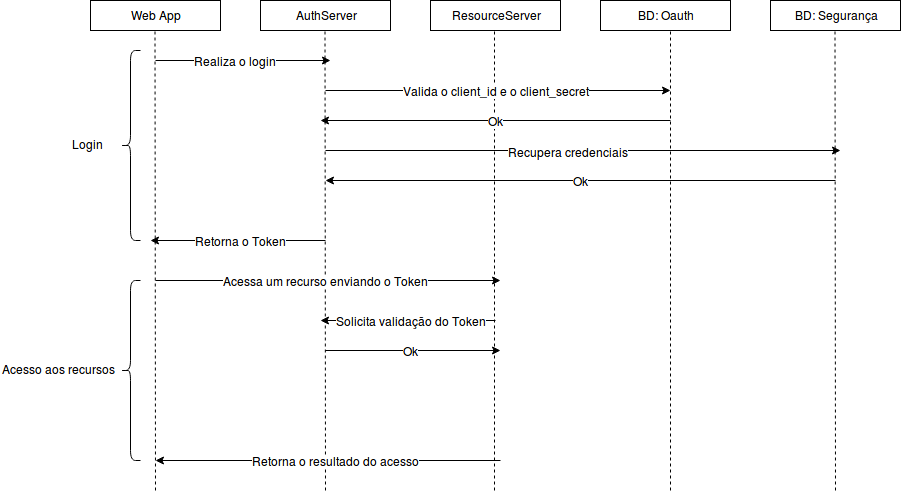 Web App
AuthServer
ResourceServer
BD: Oauth
BD: Segurança
Realiza o login
Valida o client_id e o client_secret
Ok
Login
Recupera credenciais
Ok
Retorna o Token
Acessa um recurso enviando o Token
Solicita validação do Token
Ok
Acesso aos recursos
Retorna o resultado do acesso